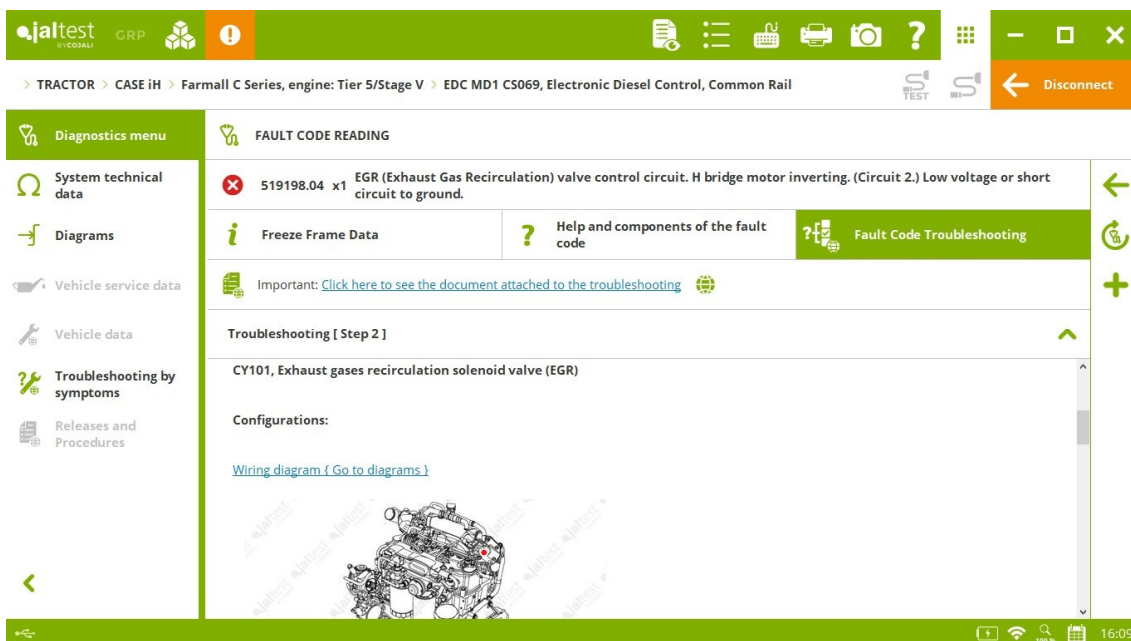 jaltest GRP
BY COJALI
> TRACTOR > CASE iH > Farmall C Series, engine: Tier 5/Stage V > EDC MD1 CS069, Electronic Diesel Control, Common Rail
TEST
Disconnect
Diagnostics menu
FAULT CODE READING
System technical
data
519198.04 x1
EGR (Exhaust Gas Recirculation) valve control circuit. H bridge motor inverting. (Circuit 2.) Low voltage or short
circuit to ground.
Diagrams
Freeze Frame Data
Help and components of the fault
code
Fault Code Troubleshooting
Vehicle service data
Important: Click here to see the document attached to the troubleshooting
Vehicle data
Troubleshooting [ Step 2 ]
Troubleshooting by
symptoms
CY101, Exhaust gases recirculation solenoid valve (EGR)
Releases and
Procedures
Configurations:
Wiring diagram { Go to diagrams }
jaltest jaltest jaltest jaltest
100 %
16:09